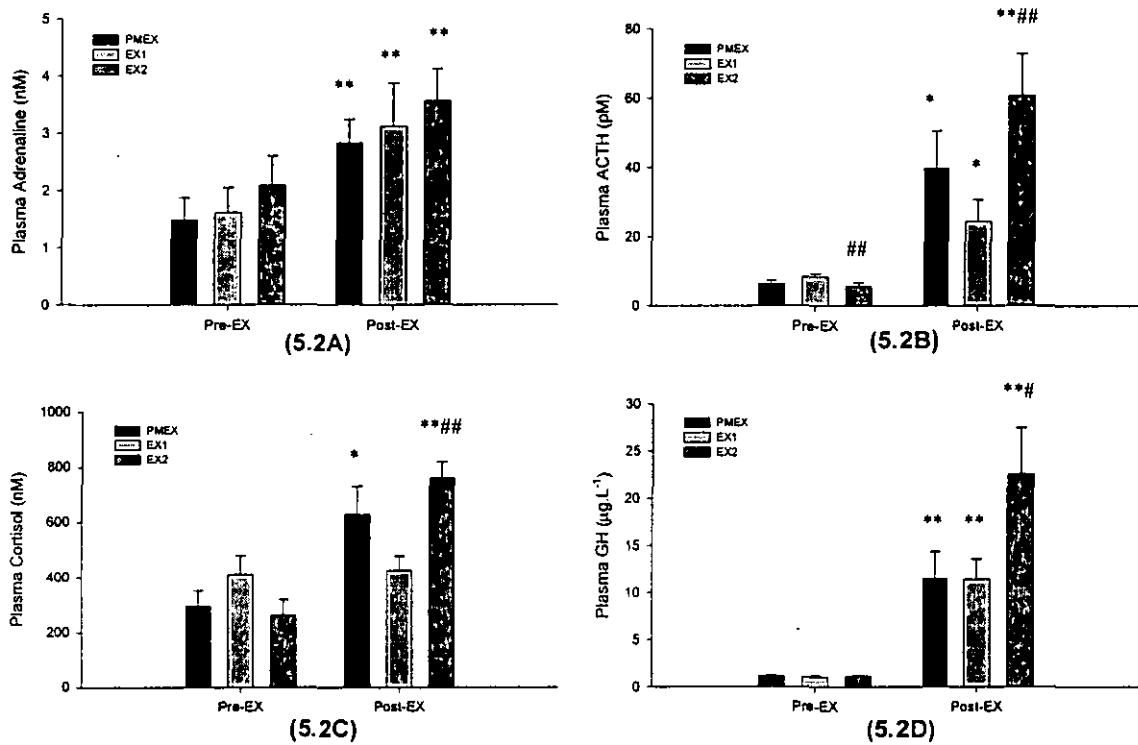 Plasma Adrenaline (nM)
5
4
3
2
1
0
PMEX
EX1
EX2
**
**
**
Pre-EX
Post-EX
(5.2A)
Plasma ACTH (pM)
80
60
40
20
0
PMEX
EX1
EX2
##
*
*
**##
Pre-EX
Post-EX
(5.2B)
Plasma Cortisol (nM)
1000
800
600
400
200
0
PMEX
EX1
EX2
*
**##
Pre-EX
Post-EX
(5.2C)
Plasma GH (µg.L⁻¹)
30
25
20
15
10
5
0
PMEX
EX1
EX2
**
**
**#
Pre-EX
Post-EX
(5.2D)